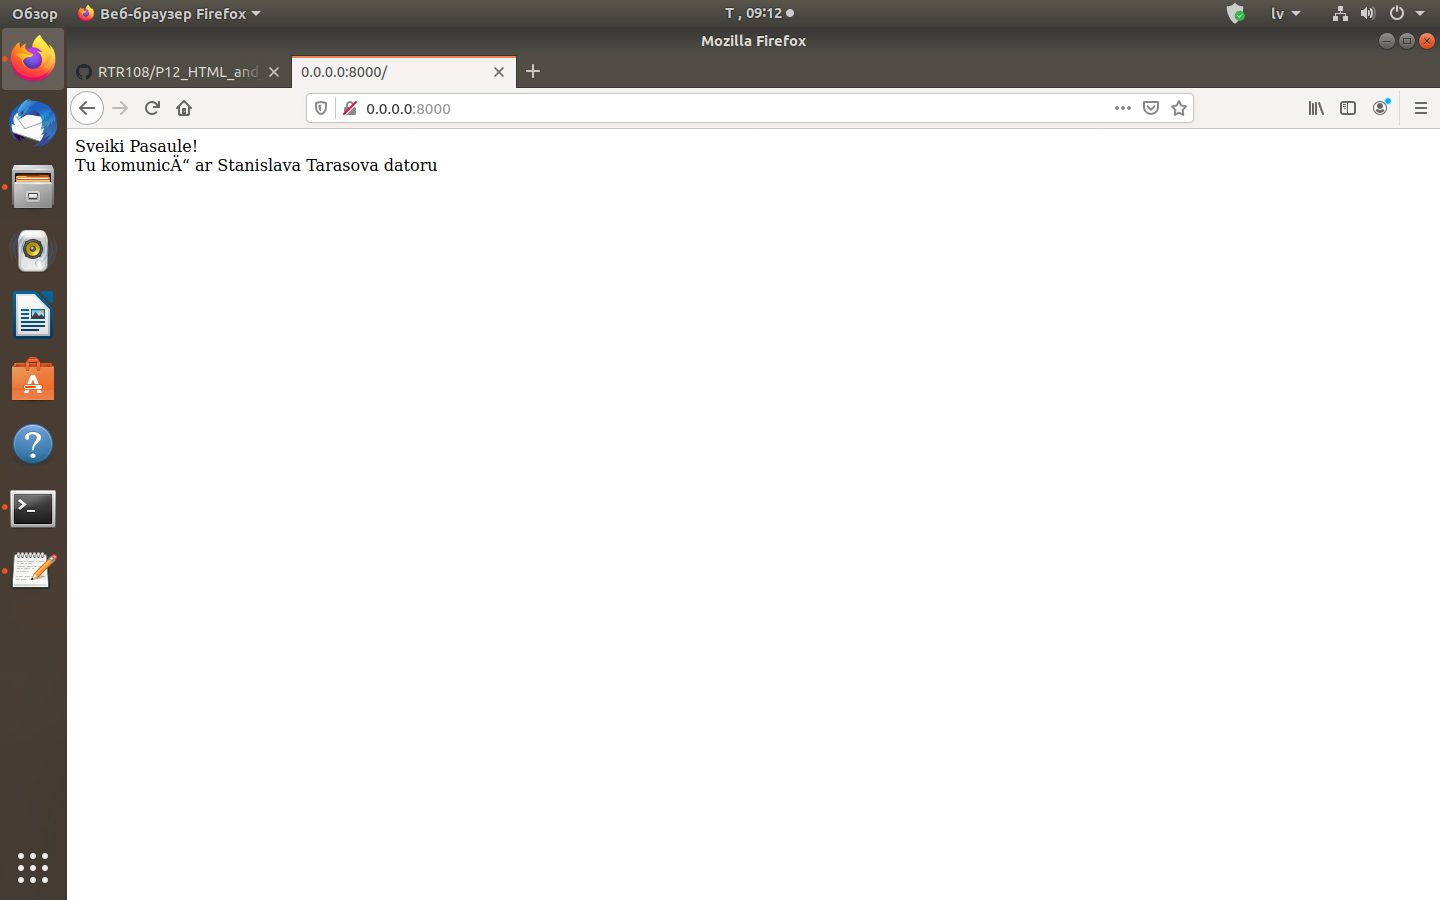 Обзор
Веб-браузер Firefox
T , 09:12
lv
Mozilla Firefox
RTR108/P12_HTML_and
0.0.0.0:8000/
0.0.0.0:8000
Sveiki Pasaule!
Tu komunicÄ“ ar Stanislava Tarasova datoru